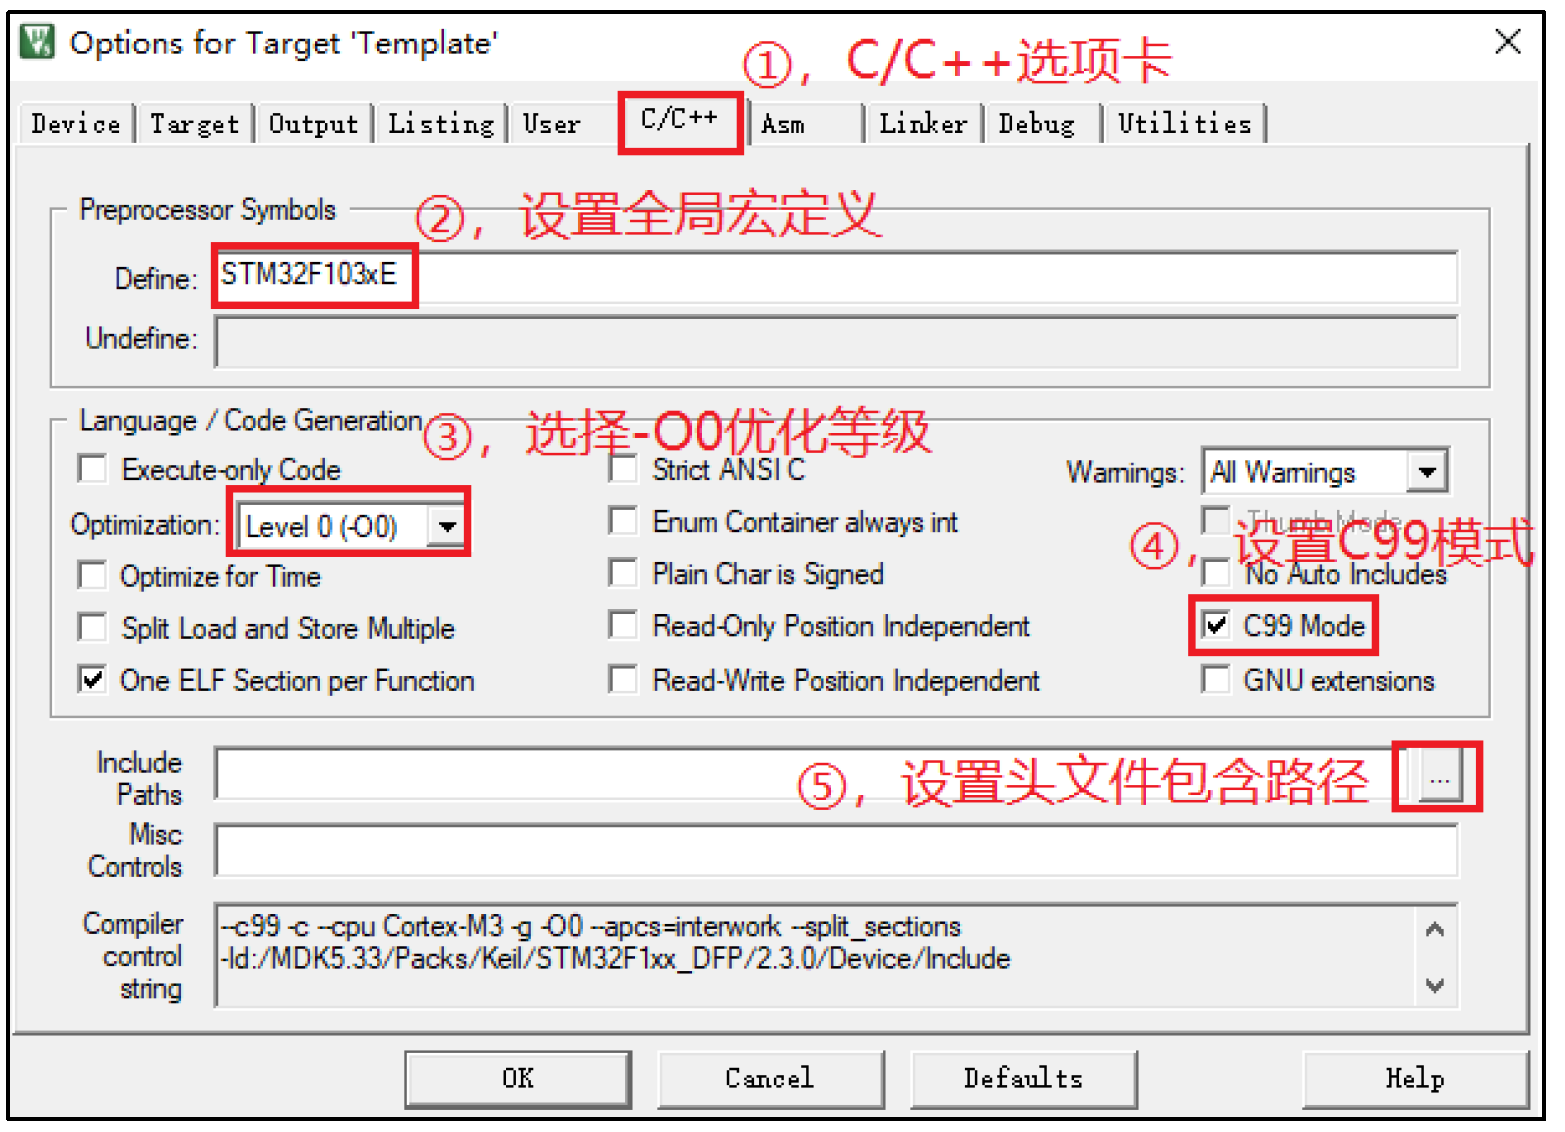 Options for Target 'Template'
①，C/C++选项卡
Device Target Output Listing User C/C++ Asm Linker Debug Utilities
Preprocessor Symbols
②，设置全局宏定义
Define: STM32F103xE
Undefine:
Language / Code Generation
③，选择-O0优化等级
Execute-only Code
Strict ANSI C
Warnings: All Warnings
Optimization: Level 0 (-O0)
Enum Container always int
Thumb Mode
④，设置C99模式
Optimize for Time
Plain Char is Signed
No Auto Includes
Split Load and Store Multiple
Read-Only Position Independent
C99 Mode
One ELF Section per Function
Read-Write Position Independent
GNU extensions
Include
Paths
⑤，设置头文件包含路径
...
Misc
Controls
Compiler
control
string
--c99 -c --cpu Cortex-M3 -g -O0 --apcs=interwork --split_sections
-Id:/MDK5.33/Packs/Keil/STM32F1xx_DFP/2.3.0/Device/Include
OK Cancel Defaults Help